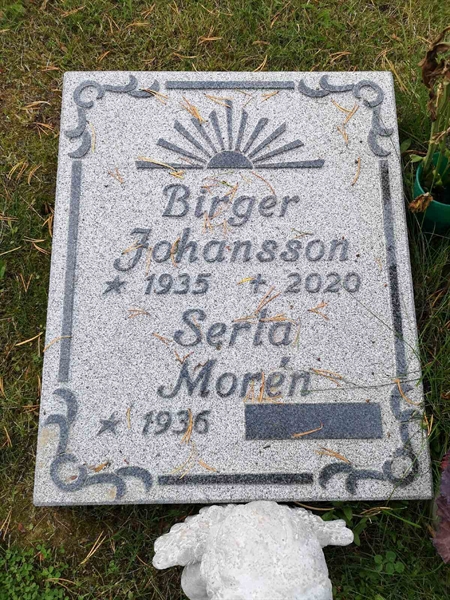 Birger
Johansson
* 1935 + 2020
Serla
Morén
* 1936